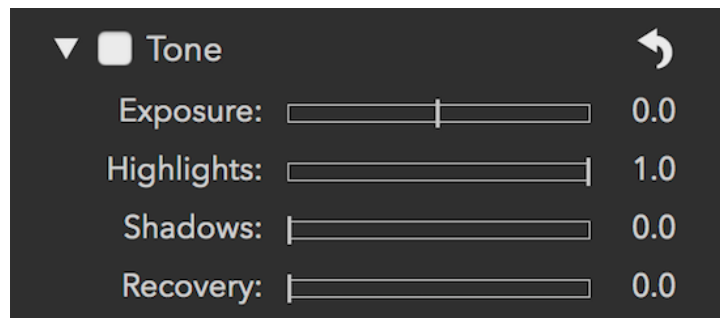 Tone
Exposure: 0.0
Highlights: 1.0
Shadows: 0.0
Recovery: 0.0